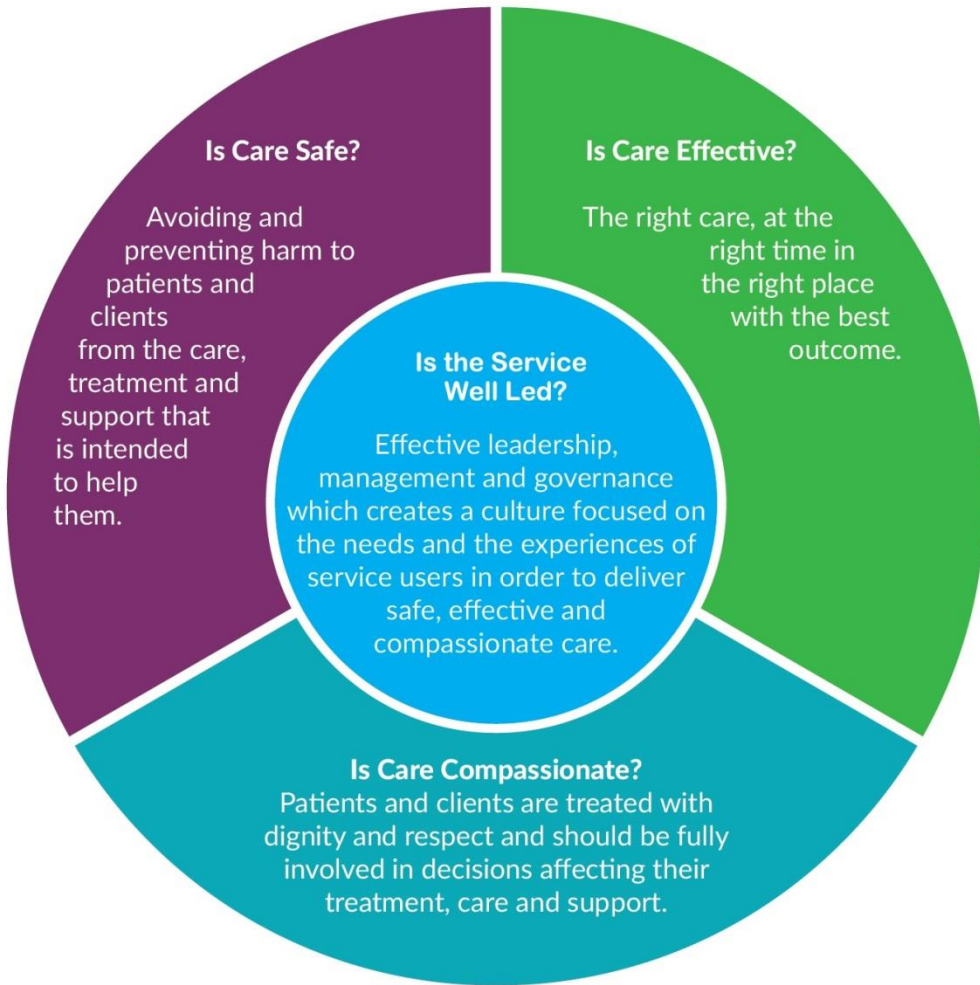 Is Care Safe?
Avoiding and
preventing harm to
patients and
clients
from the care,
treatment and
support that
is intended
to help
them.
Is Care Effective?
The right care, at the
right time in
the right place
with the best
outcome.
Is the Service
Well Led?
Effective leadership,
management and governance
which creates a culture focused on
the needs and the experiences of
service users in order to deliver
safe, effective and
compassionate care.
Is Care Compassionate?
Patients and clients are treated with
dignity and respect and should be fully
involved in decisions affecting their
treatment, care and support.